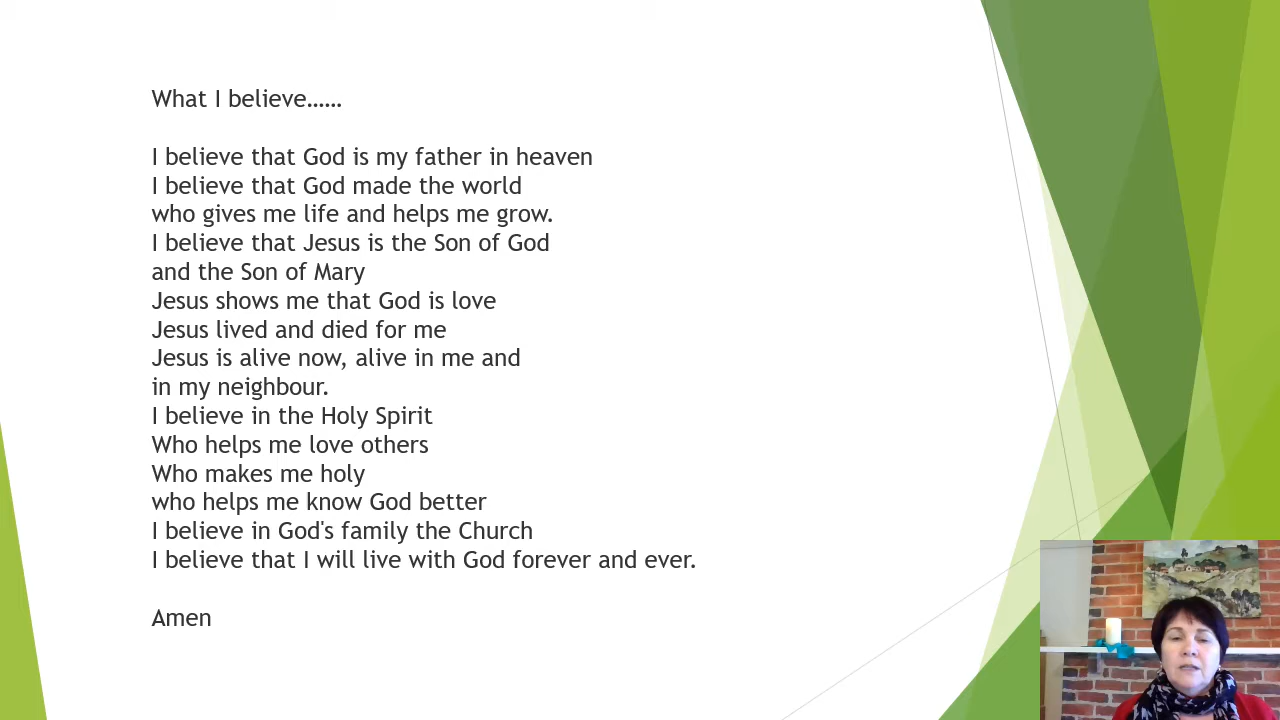 What I believe......
I believe that God is my father in heaven
I believe that God made the world
who gives me life and helps me grow.
I believe that Jesus is the Son of God
and the Son of Mary
Jesus shows me that God is love
Jesus lived and died for me
Jesus is alive now, alive in me and
in my neighbour.
I believe in the Holy Spirit
Who helps me love others
Who makes me holy
who helps me know God better
I believe in God's family the Church
I believe that I will live with God forever and ever.
Amen